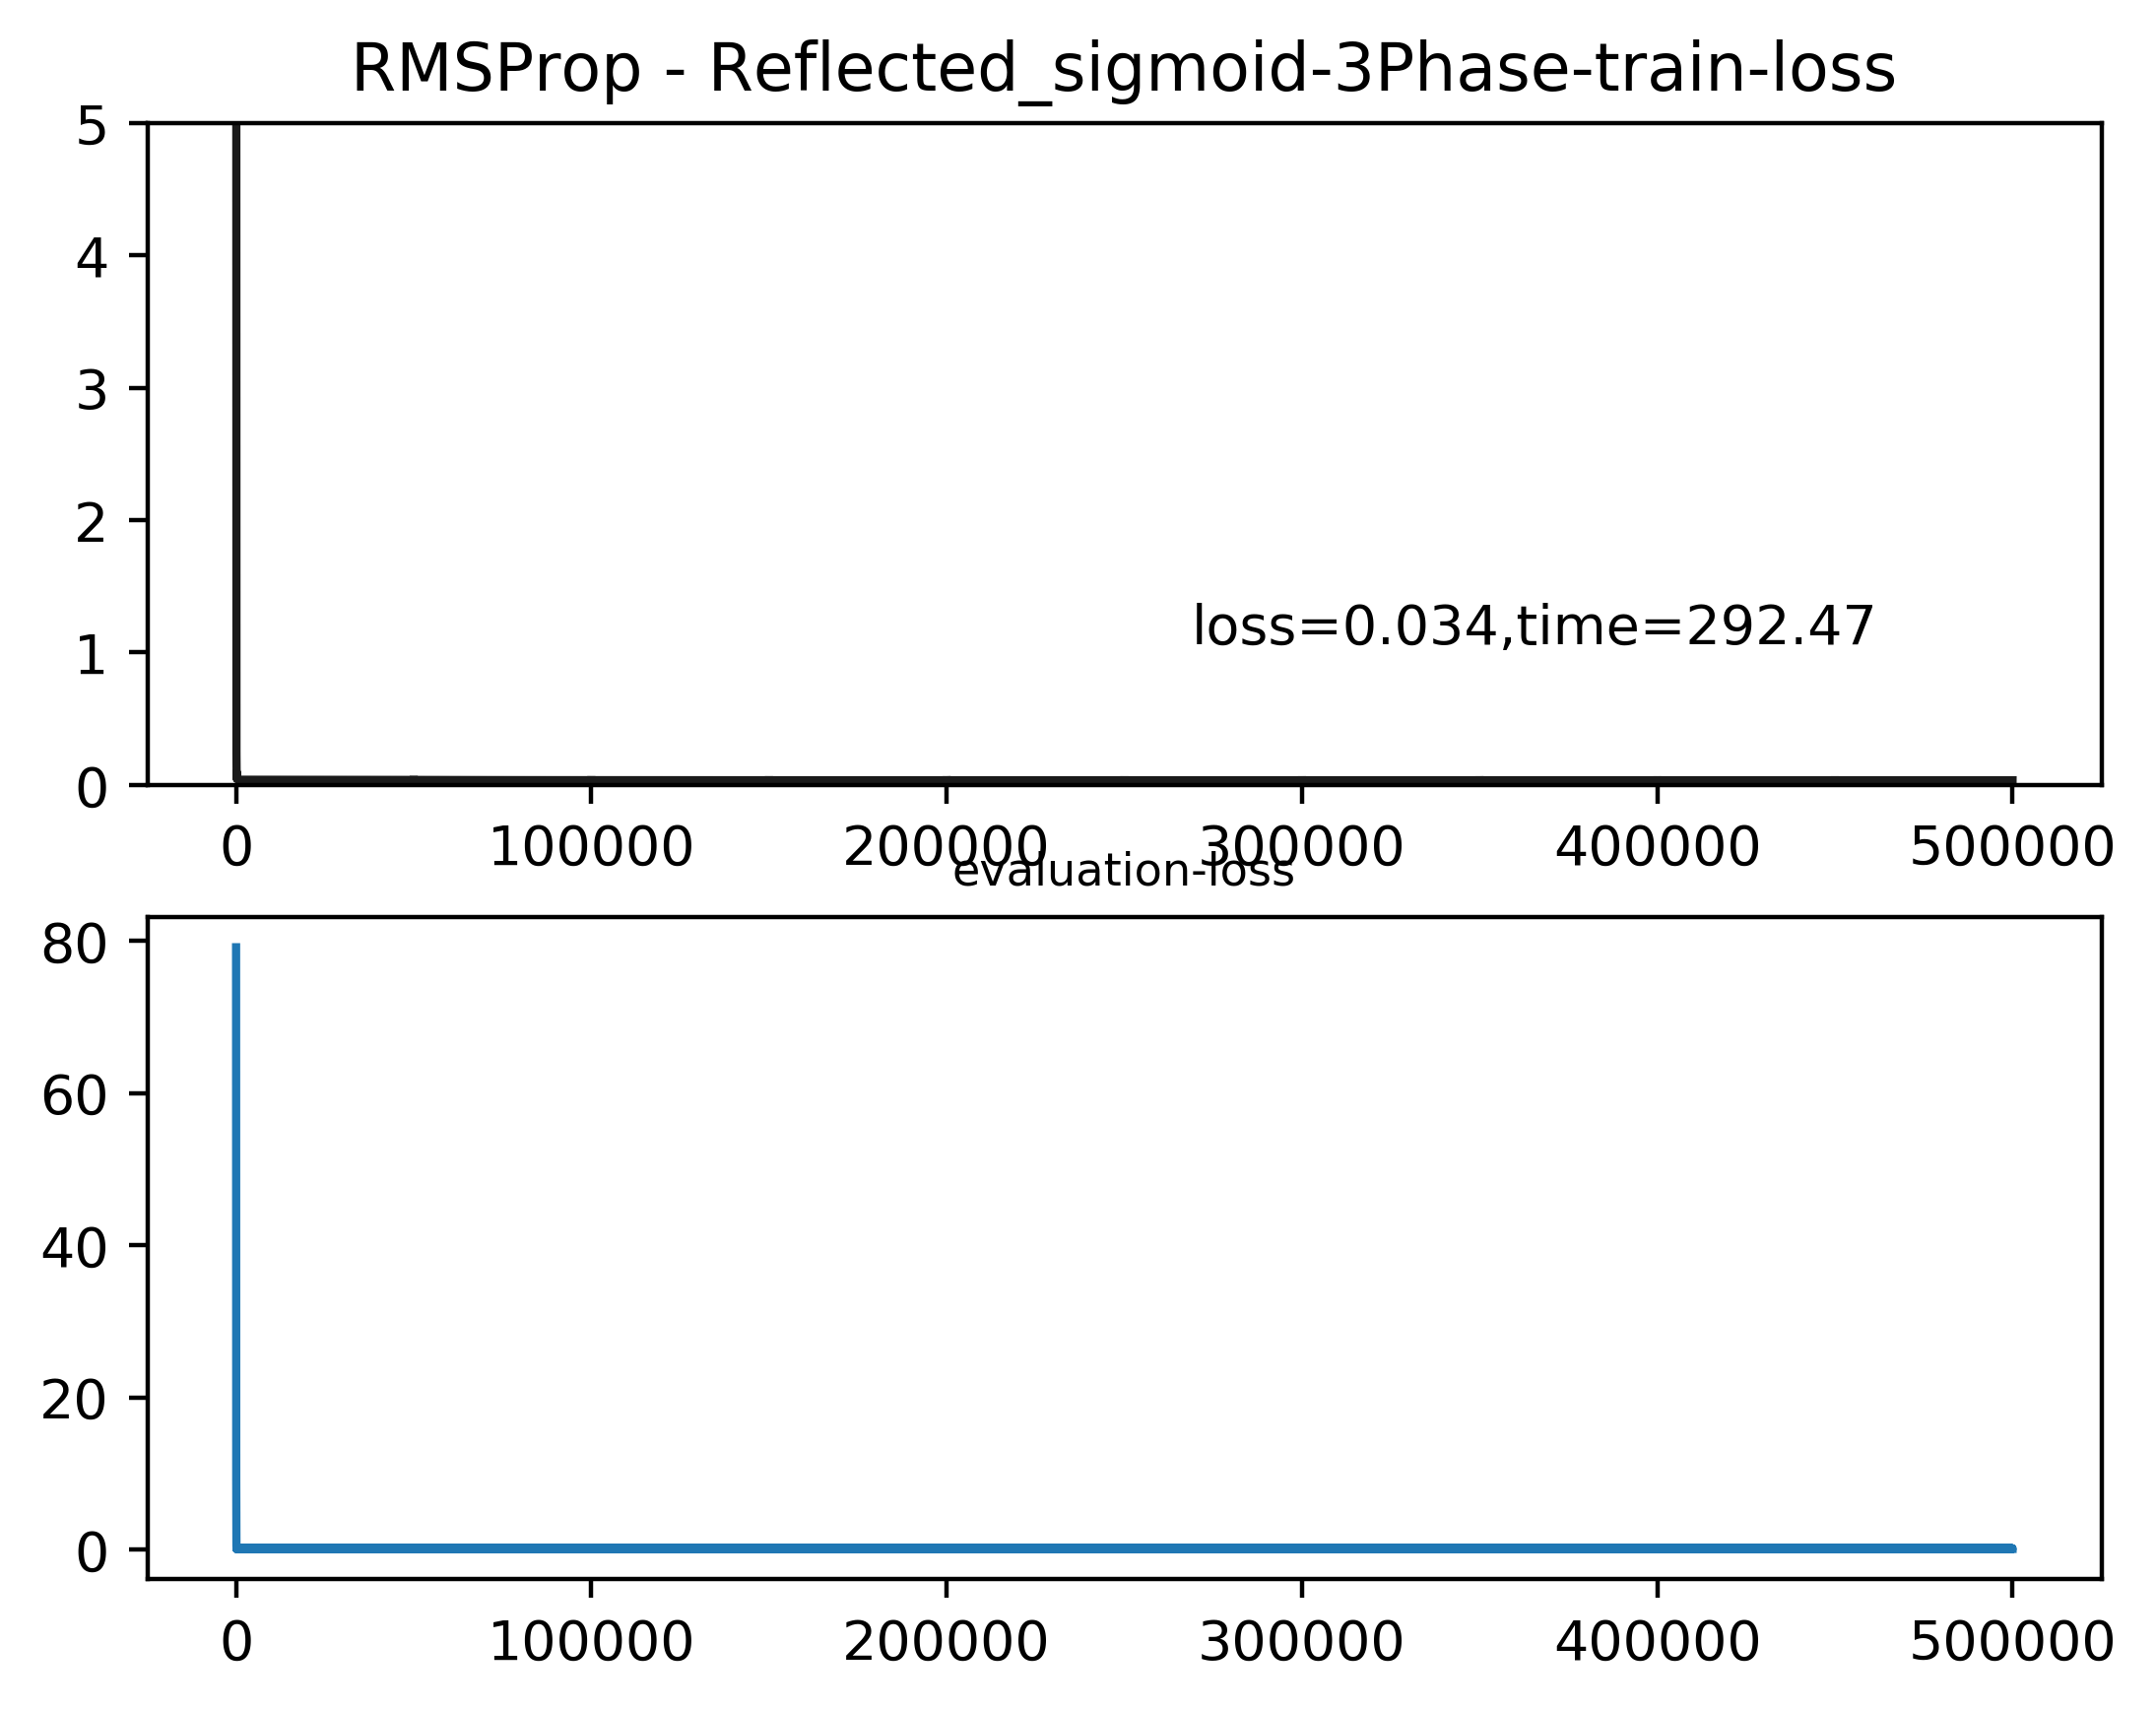 RMSProp - Reflected_sigmoid-3Phase-train-loss
5
4
3
2
1
0
loss=0.034,time=292.47
0 100000 200000 300000 400000 500000
evaluation-loss
80
60
40
20
0
0 100000 200000 300000 400000 500000